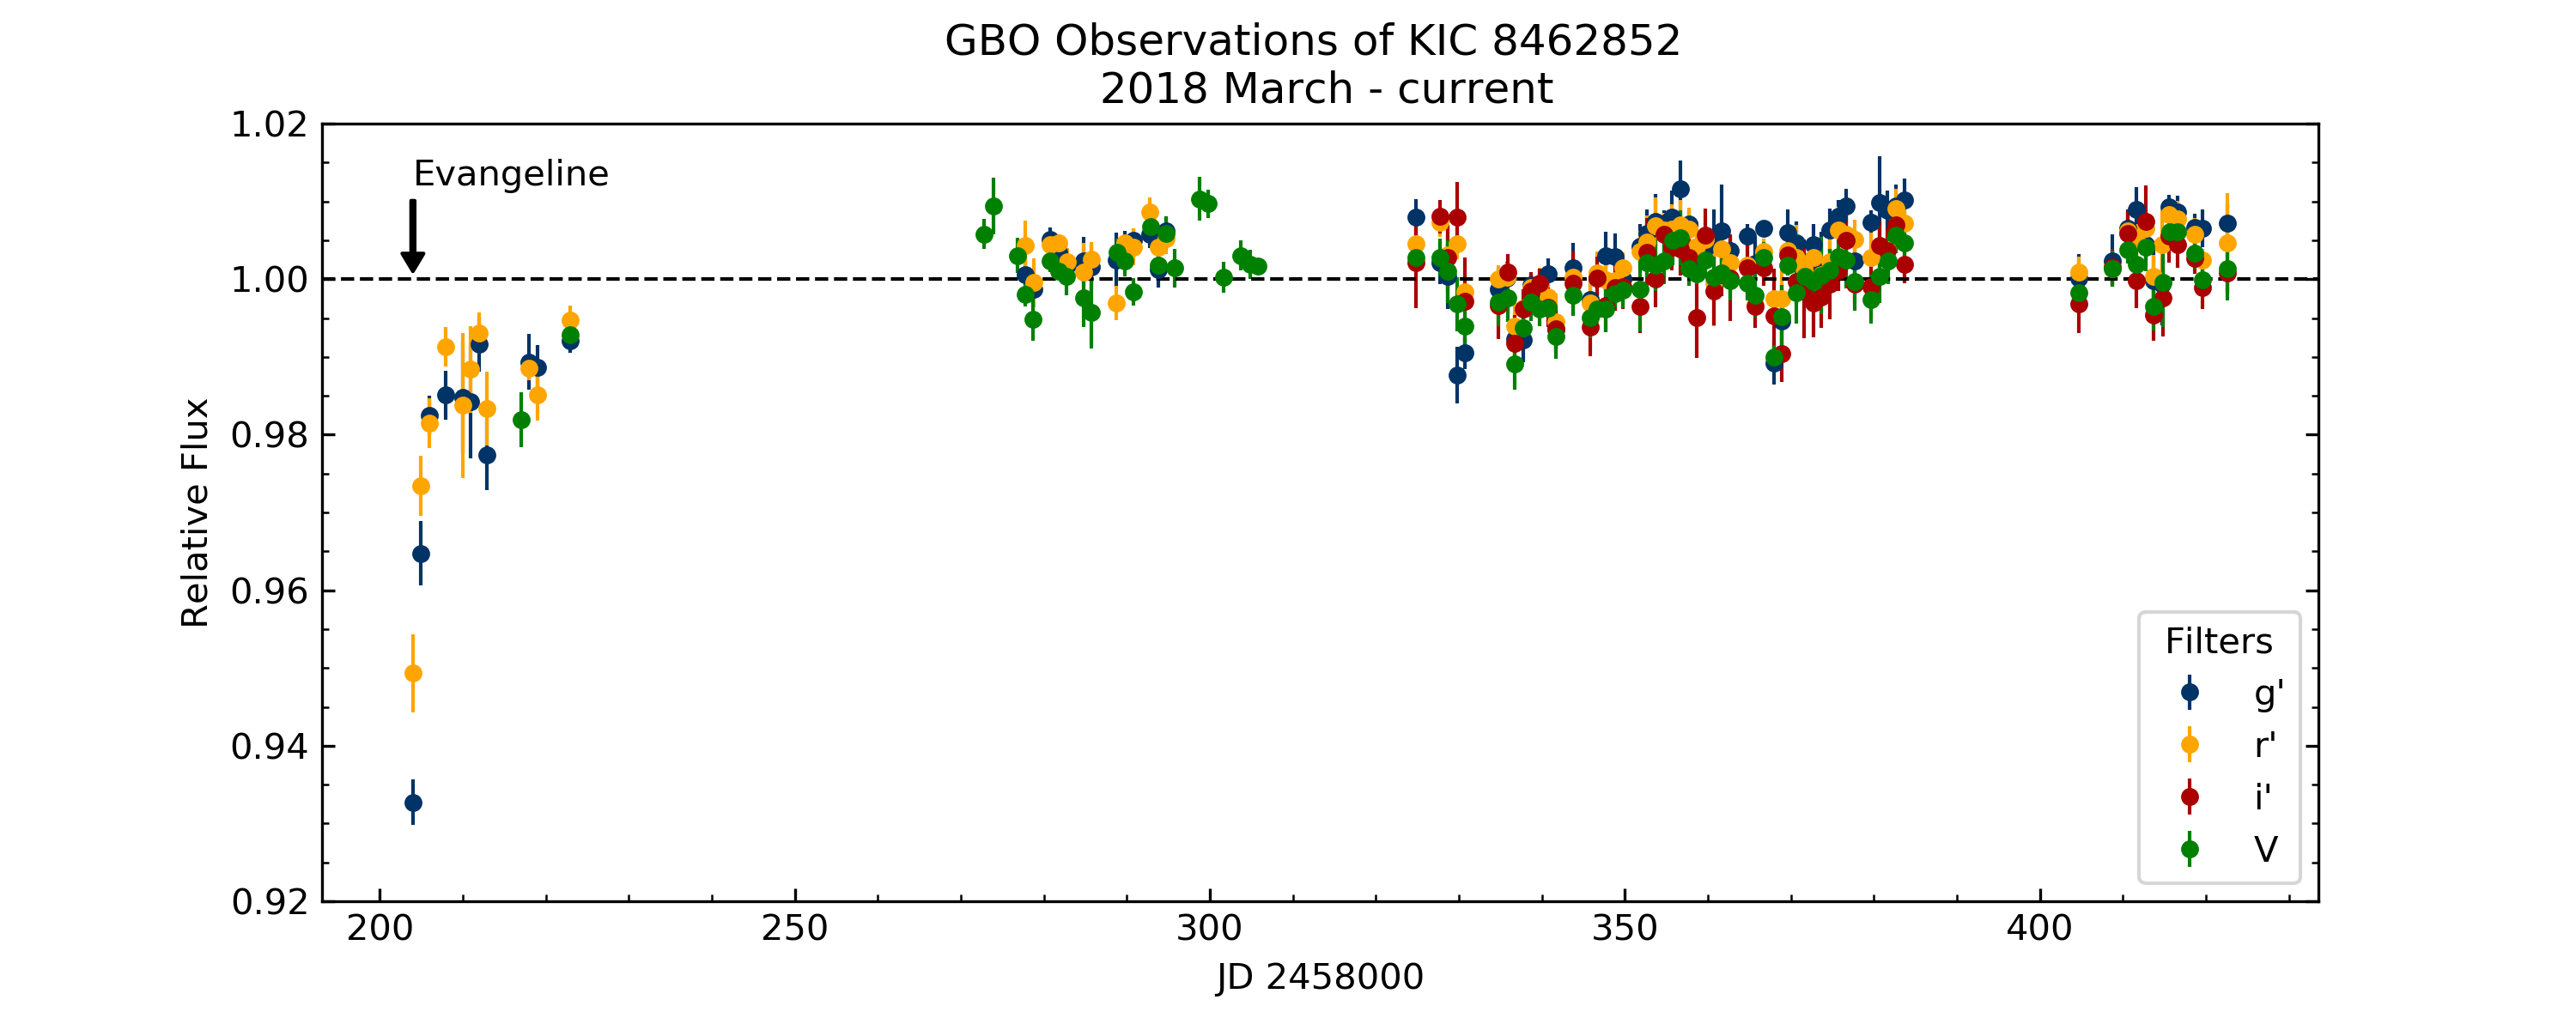 GBO Observations of KIC 8462852
2018 March - current
1.02
1.00
0.98
0.96
0.94
0.92
Relative Flux
Evangeline
Filters
g'
r'
i'
V
200
250
300
350
400
JD 2458000